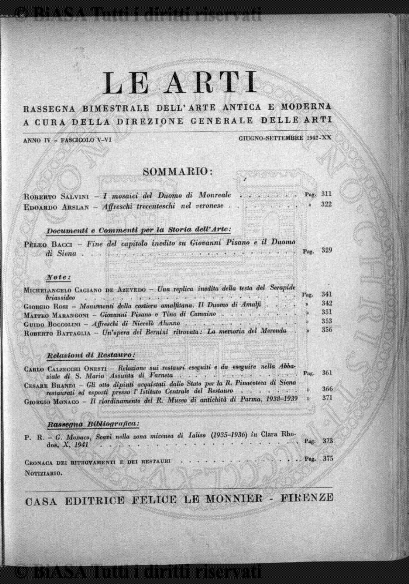 © BiASA Tutti i diritti riservati
LE ARTI
RASSEGNA BIMESTRALE DELL'ARTE ANTICA E MODERNA
A CURA DELLA DIREZIONE GENERALE DELLE ARTI
ANNO IV - FASCICOLO V-VI GIUGNO-SETTEMBRE 1942-XX
SOMMARIO:
ROBERTO SALVINI - I mosaici del Duomo di Monreale Pag. 311
EDOARDO ARSLAN - Affreschi trecenteschi nel veronese » 322
Documenti e Commenti per la Storia dell'Arte:
PÈLEO BACCI - Fine del capitolo inedito su Giovanni Pisano e il Duomo
di Siena Pag. 329
Note:
MICHELANGELO CAGIANO DE AZEVEDO - Una replica inedita della testa del Serapide
briassideo Pag. 341
GIORGIO ROSI - Monumenti della costiera amalfitana. Il Duomo di Amalfi » 342
MATTEO MARANGONI - Giovanni Pisano e Tino di Camaino » 351
GUIDO BOCOLINI - Affreschi di Niccolò Alunno » 353
ROBERTO BATTAGLIA - Un'opera del Bernini ritrovata: La memoria del Merenda » 356
Relazioni di Restauro:
CARLO CALZECCHI ONESTI - Relazione sui restauri eseguiti e da eseguire nella Abba-
ziale di S. Maria Assunta di Farneta Pag. 361
CESARE BRANDI - Gli otto dipinti acquistati dallo Stato per la R. Pinacoteca di Siena
restaurati ed esposti presso l'Istituto Centrale del Restauro » 366
GIORGIO MONACO - Il riordinamento del R. Museo di antichità di Parma, 1938-1939 » 371
Rassegna Bibliografica:
P. R. - G. Monaco, Scavi nella zona micenea di Ialiso (1935-1936) in Clara Rho-
dos, X, 1941 Pag. 373
CRONACA DEI RITROVAMENTI E DEI RESTAURI Pag. 375
NOTIZIARIO.
CASA EDITRICE FELICE LE MONNIER - FIRENZE
© BiASA Tutti i diritti riservati